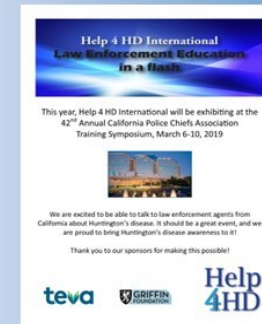 Help 4 HD International
Law Enforcement Education
in a flash
This year, Help 4 HD International will be exhibiting at the
42nd Annual California Police Chiefs Association
Training Symposium, March 6-10, 2019
We are excited to be able to talk to law enforcement agents from
California about Huntington's disease. It should be a great event, and we
are proud to bring Huntington's disease awareness to it!
Thank you to our sponsors for making this possible!
teva
GRIFFIN
FOUNDATION
Help
4HD